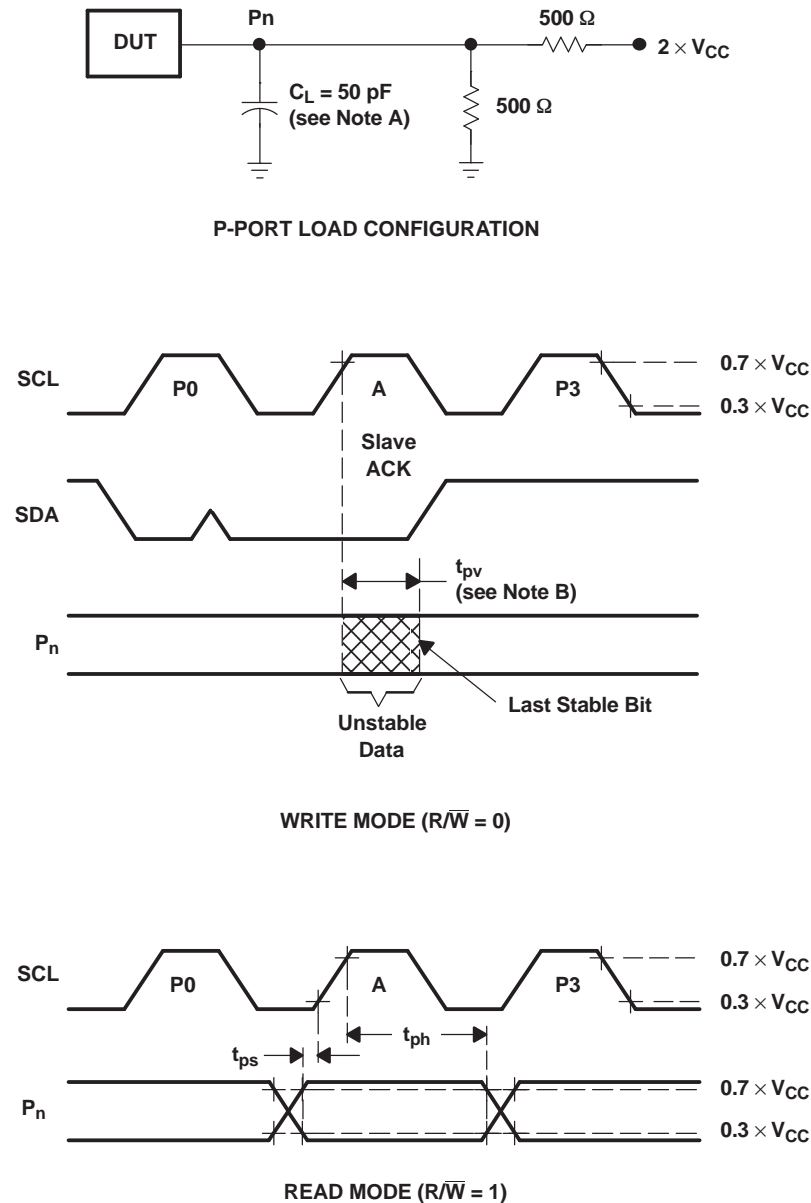 DUT
Pn
500 Ω
2 × VCC
CL = 50 pF
(see Note A)
500 Ω
P-PORT LOAD CONFIGURATION
SCL
P0
A
P3
0.7 × VCC
0.3 × VCC
Slave
ACK
SDA
tpv
(see Note B)
Pn
Last Stable Bit
Unstable
Data
WRITE MODE (R/W̅ = 0)
SCL
P0
A
P3
0.7 × VCC
0.3 × VCC
tps
tph
Pn
0.7 × VCC
0.3 × VCC
READ MODE (R/W̅ = 1)